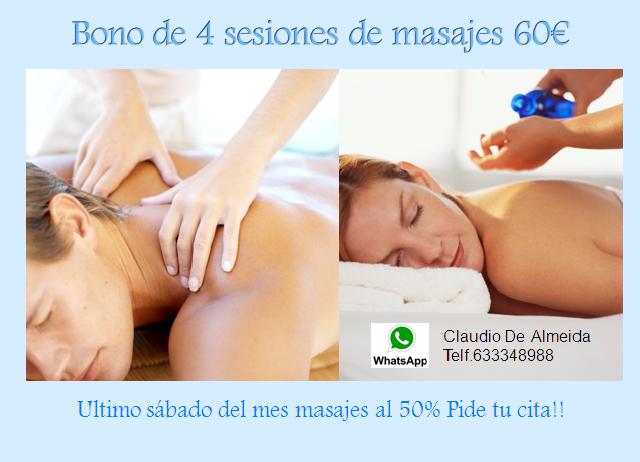 Bono de 4 sesiones de masajes 60€
WhatsApp
Claudio De Almeida
Telf.633348988
Ultimo sábado del mes masajes al 50% Pide tu cita!!